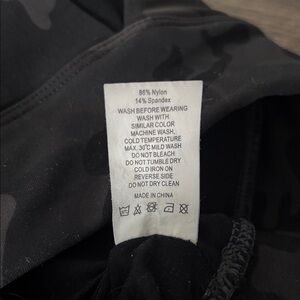 86% Nylon
14% Spandex
WASH BEFORE WEARING
WASH WITH
SIMILAR COLOR
MACHINE WASH,
COLD TEMPERATURE
MAX. 30°C MILD WASH
DO NOT BLEACH
DO NOT TUMBLE DRY
COLD IRON ON
REVERSE SIDE
DO NOT DRY CLEAN
MADE IN CHINA